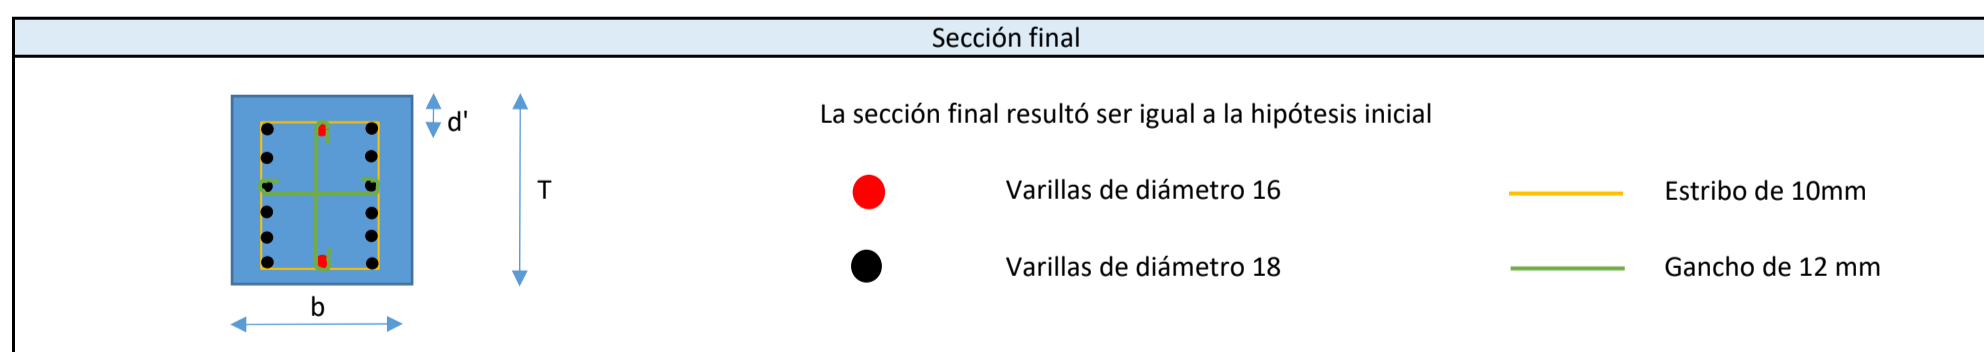 Sección final
La sección final resultó ser igual a la hipótesis inicial
d'
T
Varillas de diámetro 16
Estribo de 10mm
Varillas de diámetro 18
Gancho de 12 mm
b